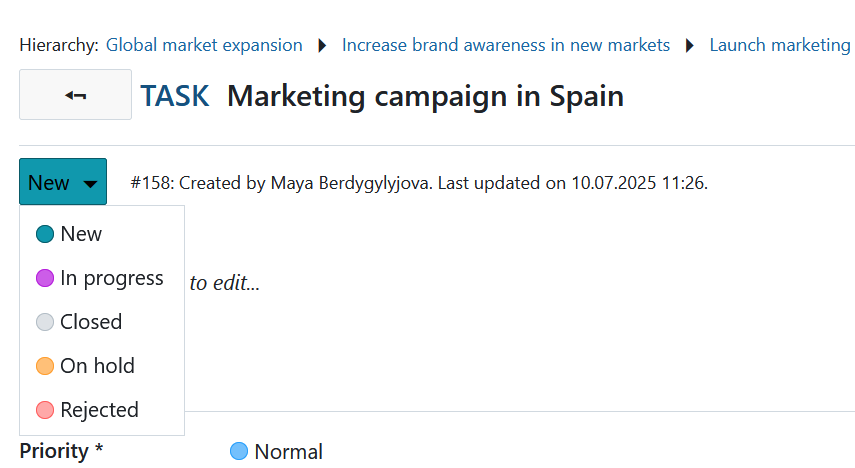 Hierarchy: Global market expansion Increase brand awareness in new markets Launch marketing
TASK Marketing campaign in Spain
New #158: Created by Maya Berdygylyjova. Last updated on 10.07.2025 11:26.
New
In progress
to edit...
Closed
On hold
Rejected
Priority * Normal